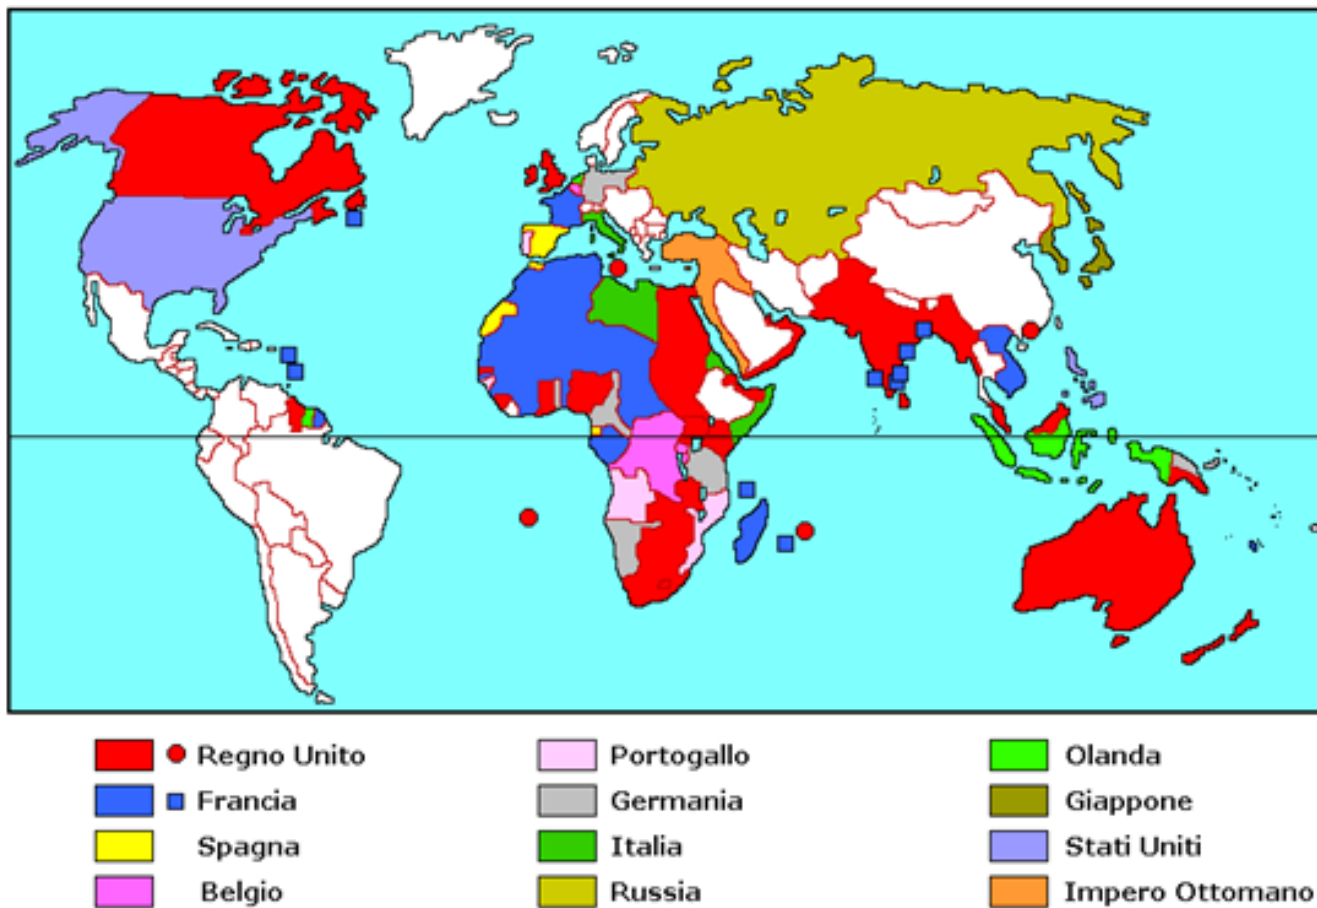 Regno Unito
Francia
Spagna
Belgio
Portogallo
Germania
Italia
Russia
Olanda
Giappone
Stati Uniti
Impero Ottomano